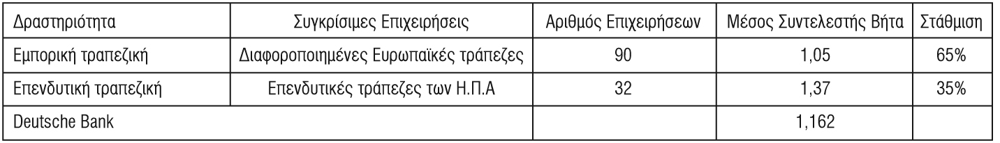 Δραστηριότητα Συγκρίσιμες Επιχειρήσεις Αριθμός Επιχειρήσεων Μέσος Συντελεστής Βήτα Στάθμιση
Εμπορική τραπεζική Διαφοροποιημένες Ευρωπαϊκές τράπεζες 90 1,05 65%
Επενδυτική τραπεζική Επενδυτικές τράπεζες των Η.Π.Α 32 1,37 35%
Deutsche Bank 1,162